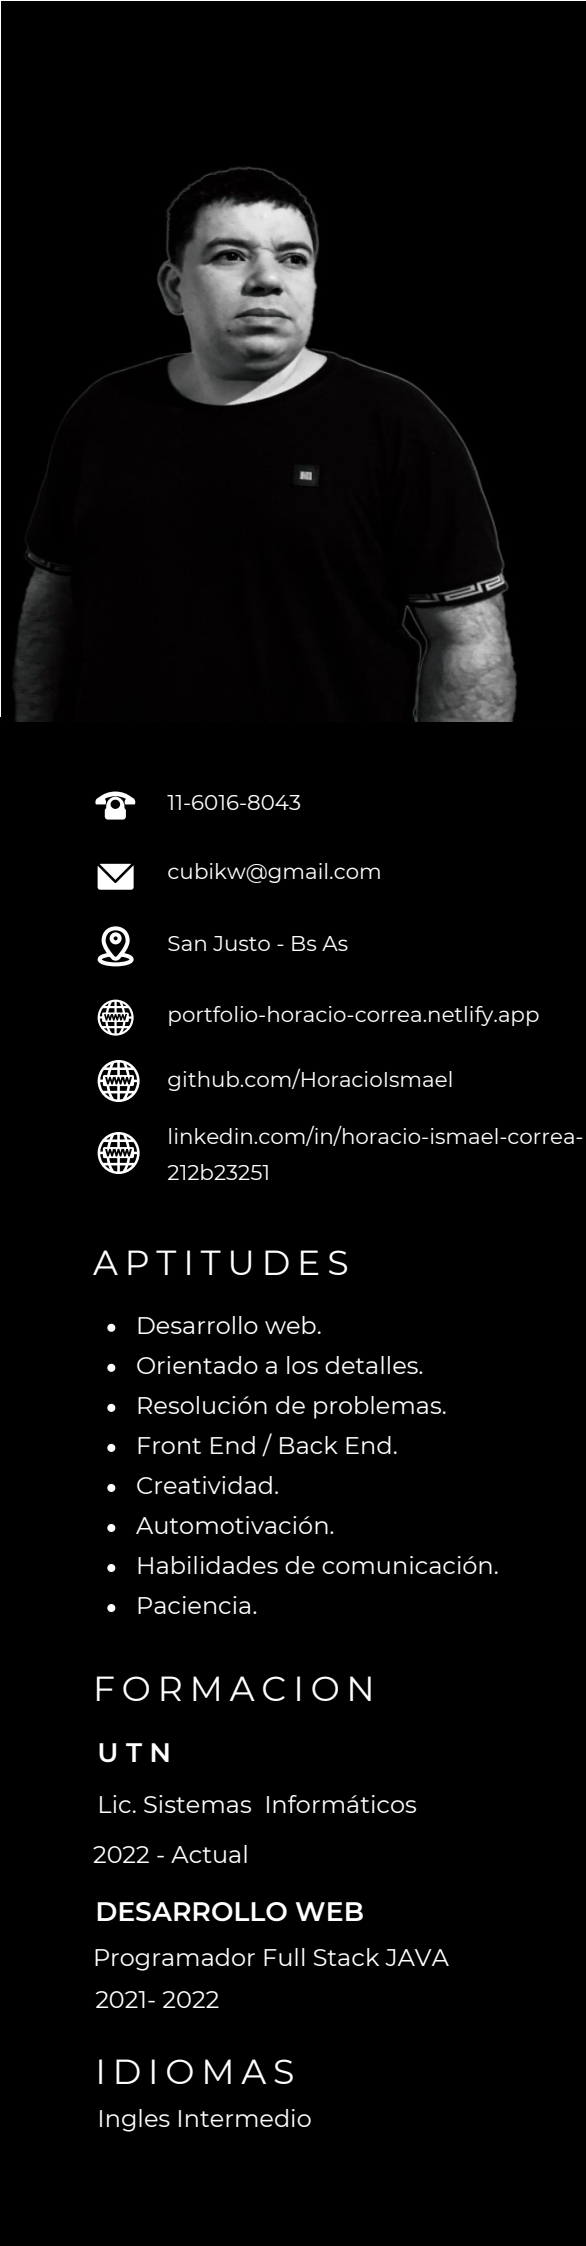 11-6016-8043
cubikw@gmail.com
San Justo - Bs As
portfolio-horacio-correa.netlify.app
github.com/HoracioIsmael
linkedin.com/in/horacio-ismael-correa-
212b23251
APTITUDES
• Desarrollo web.
• Orientado a los detalles.
• Resolución de problemas.
• Front End / Back End.
• Creatividad.
• Automotivación.
• Habilidades de comunicación.
• Paciencia.
FORMACION
UTN
Lic. Sistemas Informáticos
2022 - Actual
DESARROLLO WEB
Programador Full Stack JAVA
2021- 2022
IDIOMAS
Ingles Intermedio